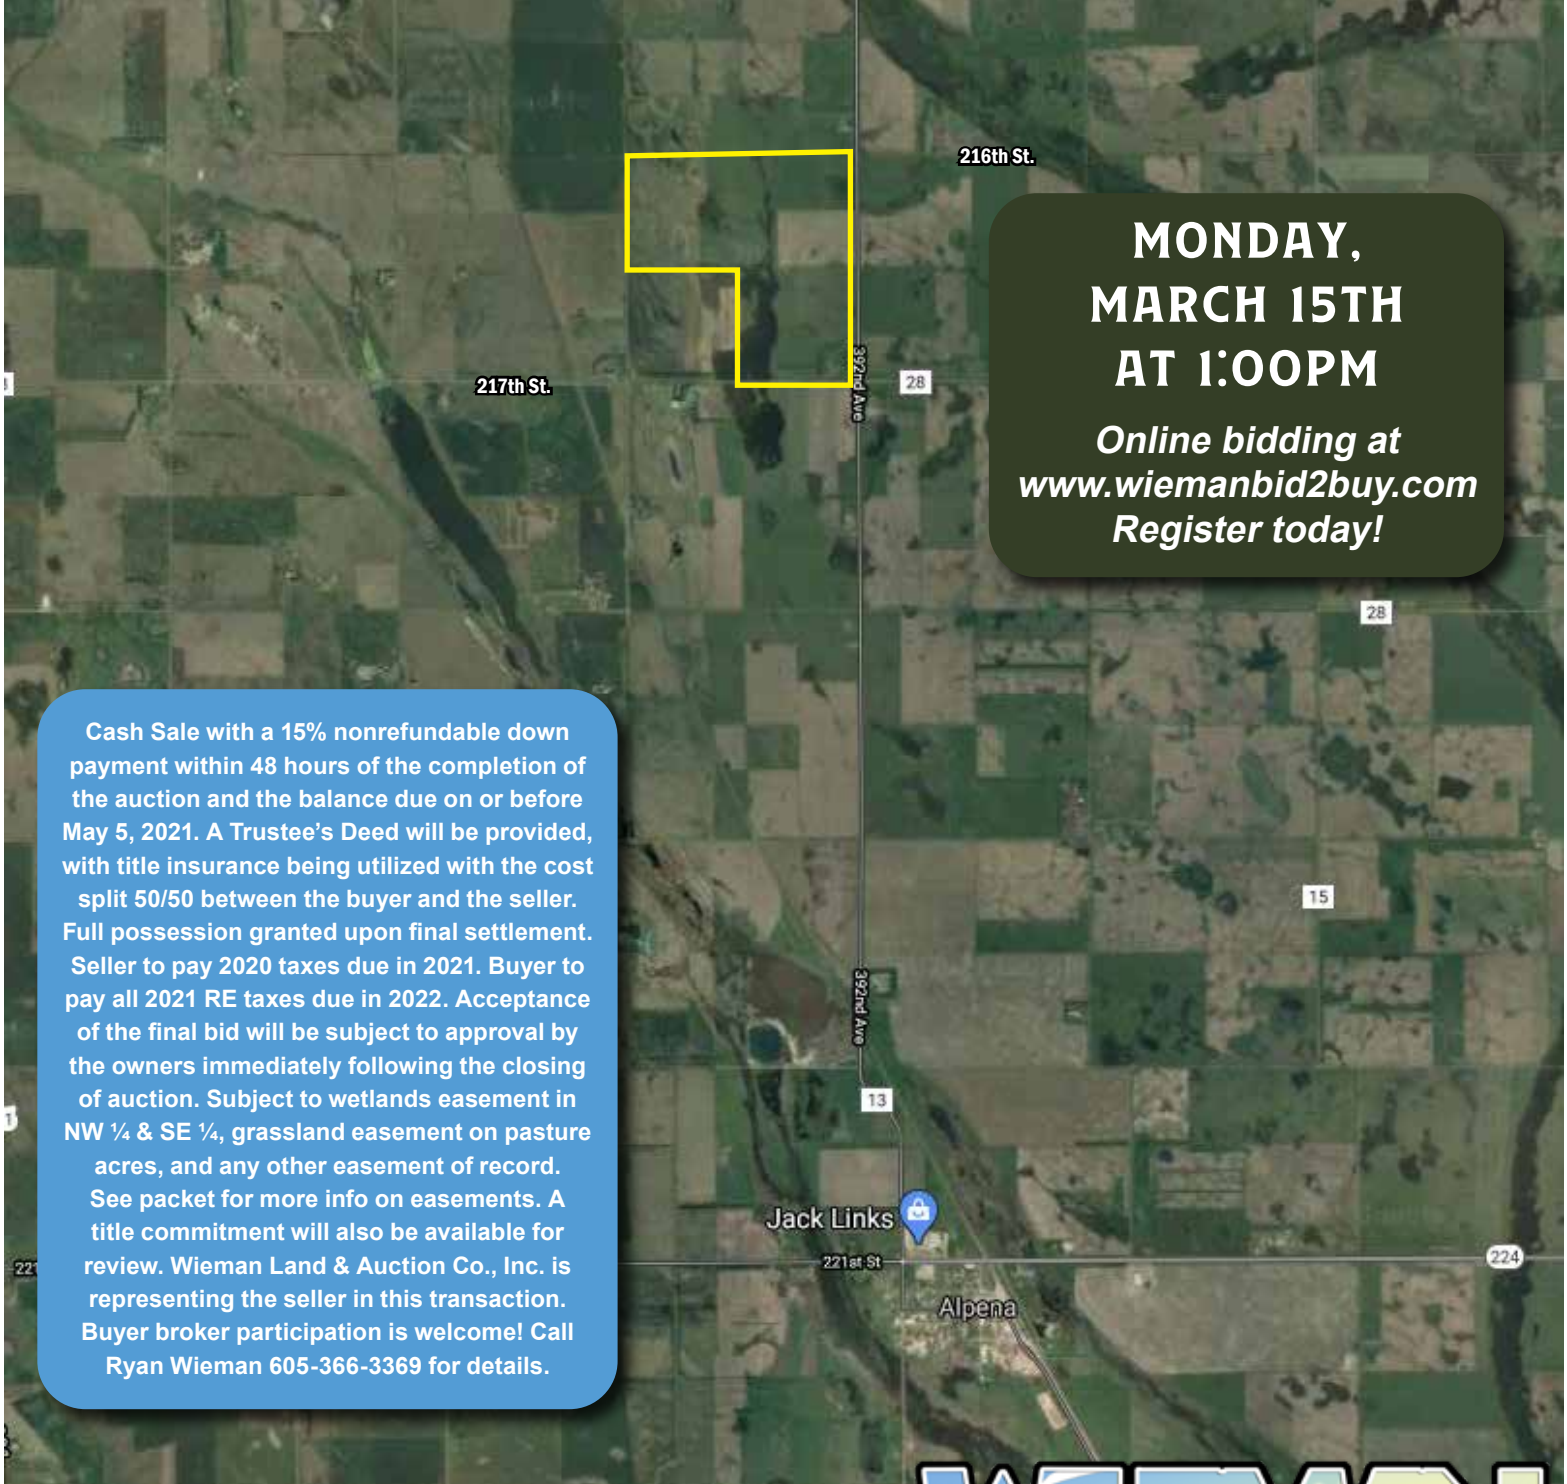 216th St.
MONDAY,
MARCH 15TH
AT 1:00PM
Online bidding at
www.wiemanbid2buy.com
Register today!
217th St.
392nd Ave
28
28
Cash Sale with a 15% nonrefundable down
payment within 48 hours of the completion of
the auction and the balance due on or before
May 5, 2021. A Trustee’s Deed will be provided,
with title insurance being utilized with the cost
split 50/50 between the buyer and the seller.
Full possession granted upon final settlement.
Seller to pay 2020 taxes due in 2021. Buyer to
pay all 2021 RE taxes due in 2022. Acceptance
of the final bid will be subject to approval by
the owners immediately following the closing
of auction. Subject to wetlands easement in
NW ¼ & SE ¼, grassland easement on pasture
acres, and any other easement of record.
See packet for more info on easements. A
title commitment will also be available for
review. Wieman Land & Auction Co., Inc. is
representing the seller in this transaction.
Buyer broker participation is welcome! Call
Ryan Wieman 605-366-3369 for details.
15
392nd Ave
13
1
Jack Links
221st St
221
224
Alpena